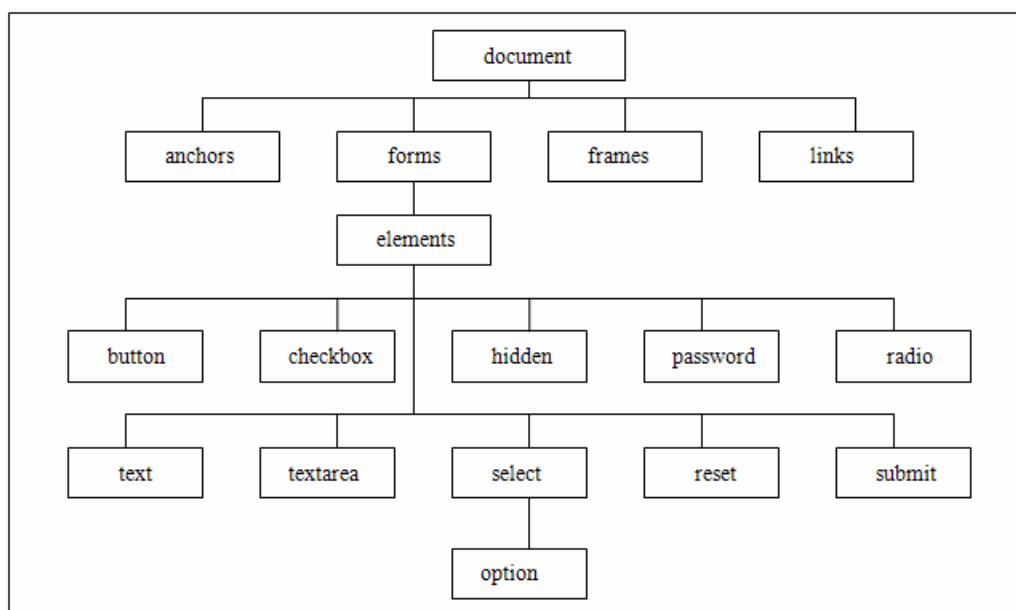 document
anchors forms frames links
elements
button checkbox hidden password radio
text textarea select reset submit
option